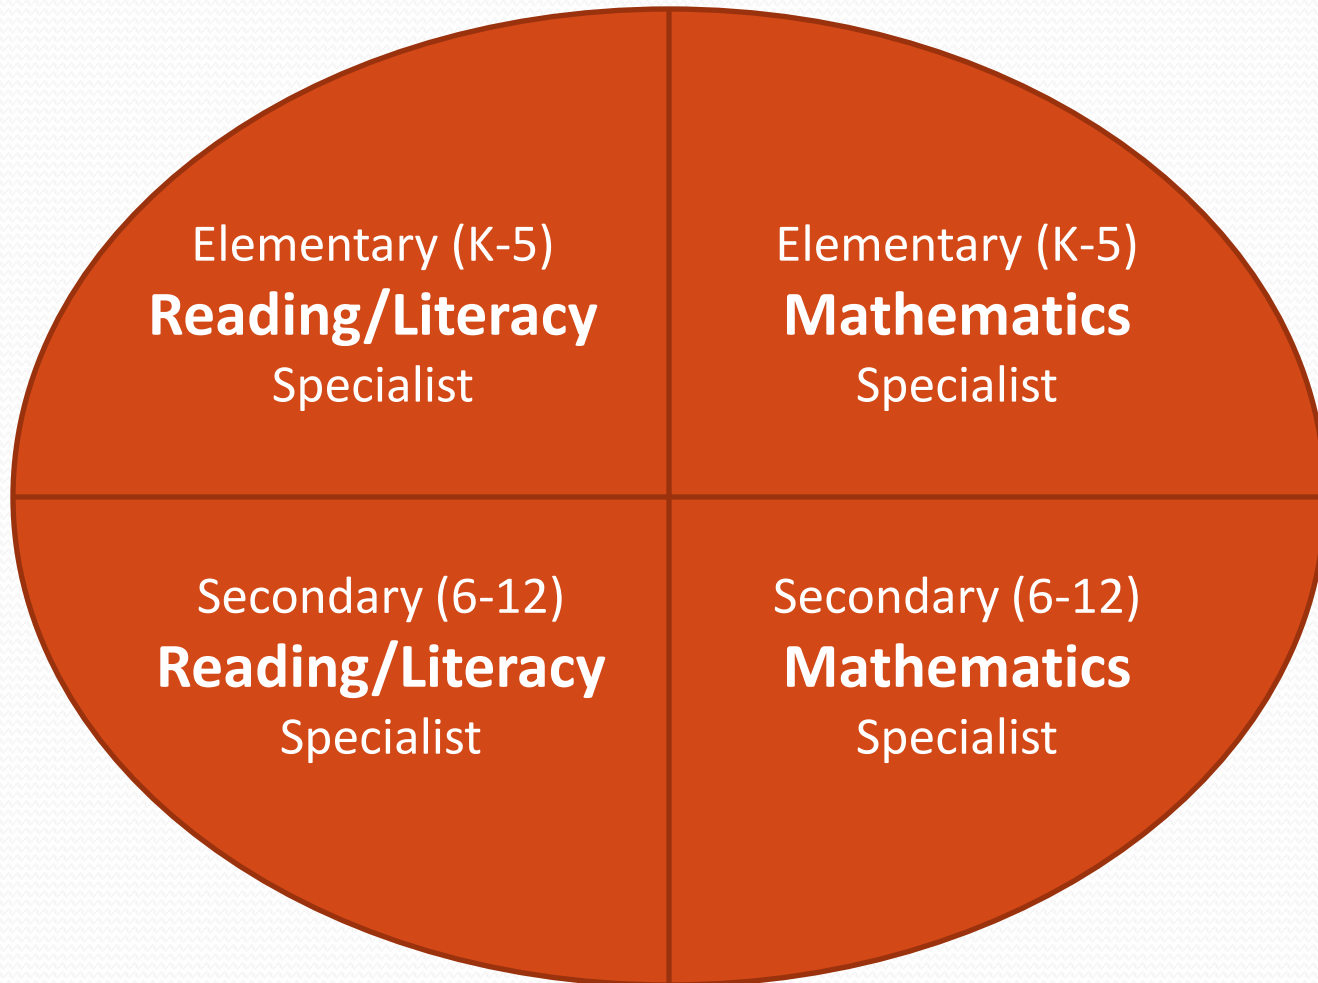 Elementary (K-5)
Reading/Literacy
Specialist
Elementary (K-5)
Mathematics
Specialist
Secondary (6-12)
Reading/Literacy
Specialist
Secondary (6-12)
Mathematics
Specialist